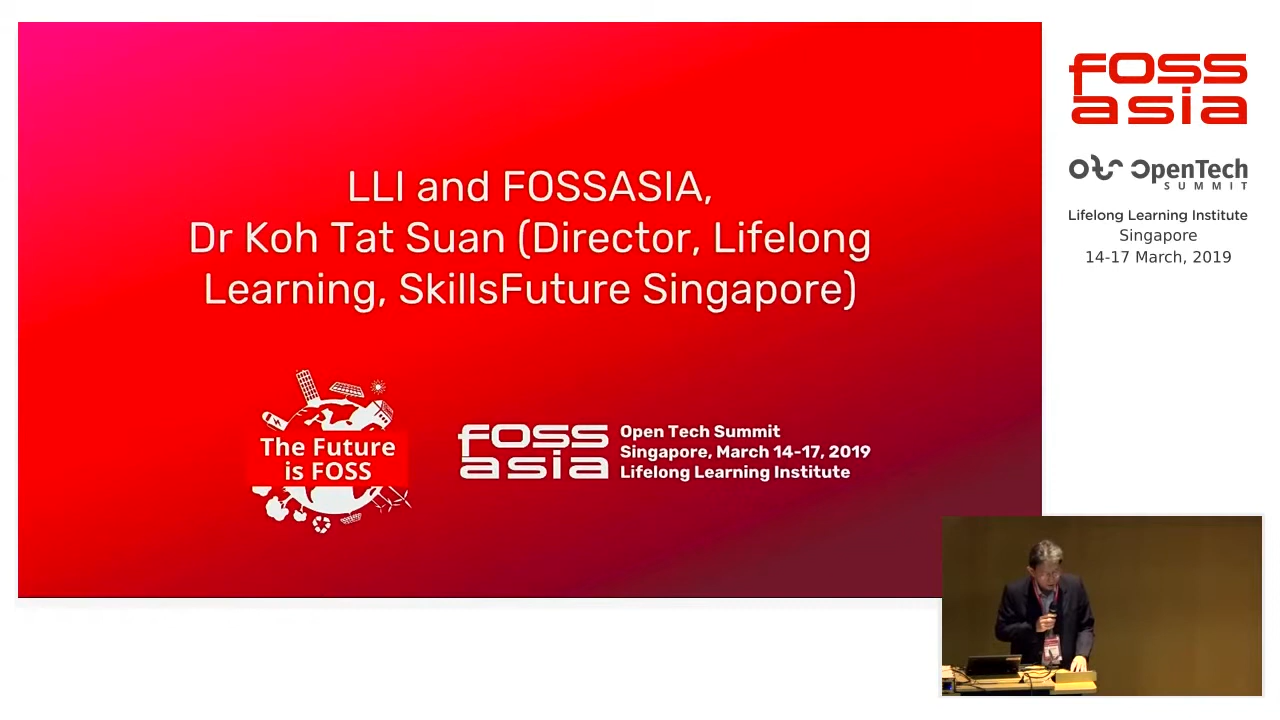 LLI and FOSSASIA,
Dr Koh Tat Suan (Director, Lifelong
Learning, SkillsFuture Singapore)
The Future
is FOSS
FOSS
asia
Open Tech Summit
Singapore, March 14-17, 2019
Lifelong Learning Institute
FOSS
asia
OTS OpenTech
SUMMIT
Lifelong Learning Institute
Singapore
14-17 March, 2019